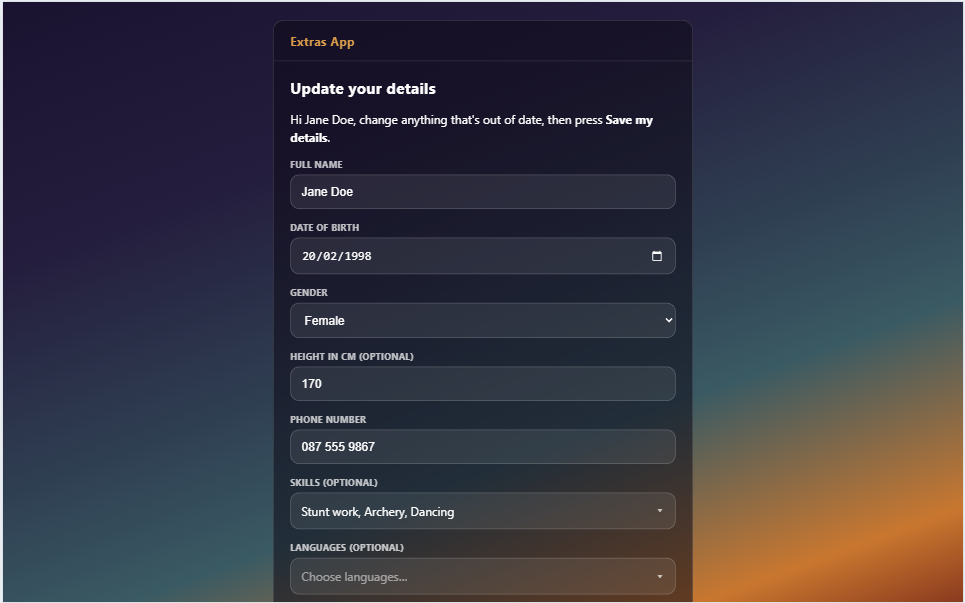 Extras App
Update your details
Hi Jane Doe, change anything that's out of date, then press Save my
details.
FULL NAME
Jane Doe
DATE OF BIRTH
20/02/1998
GENDER
Female
HEIGHT IN CM (OPTIONAL)
170
PHONE NUMBER
087 555 9867
SKILLS (OPTIONAL)
Stunt work, Archery, Dancing
LANGUAGES (OPTIONAL)
Choose languages...